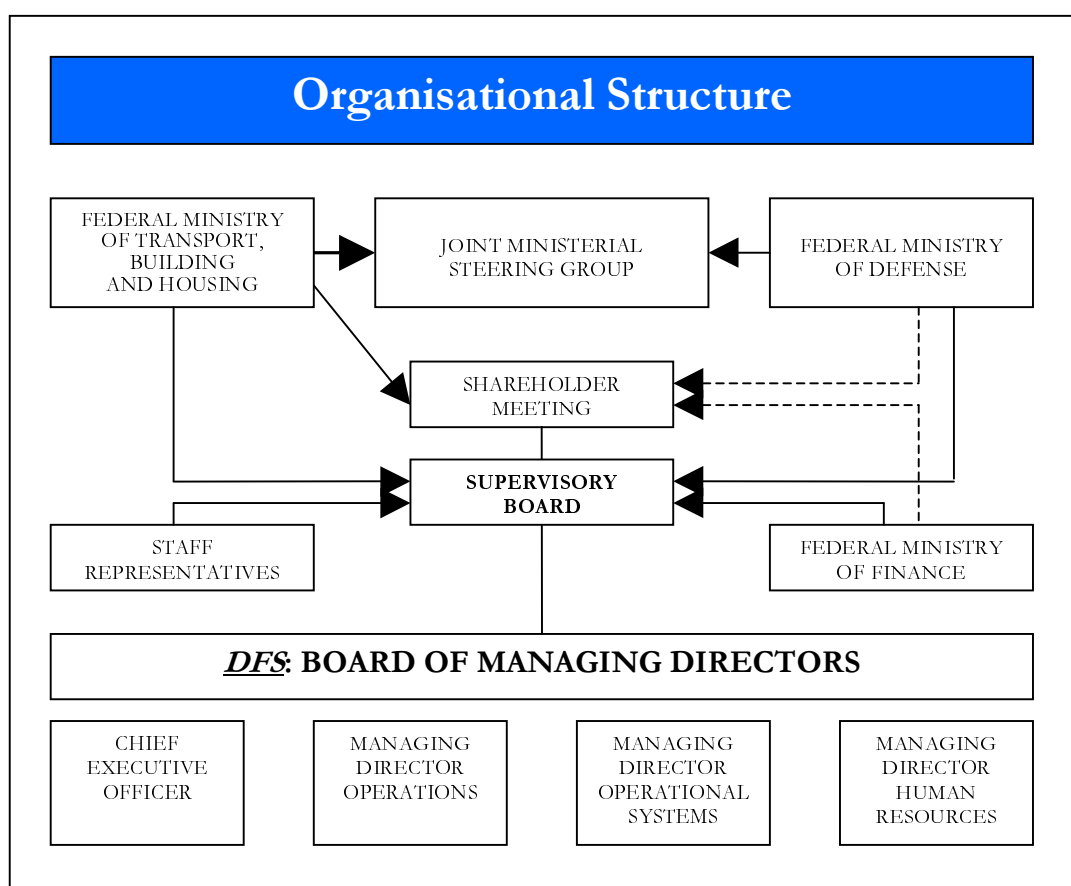 Organisational Structure
FEDERAL MINISTRY
OF TRANSPORT,
BUILDING
AND HOUSING
JOINT MINISTERIAL
STEERING GROUP
FEDERAL MINISTRY
OF DEFENSE
SHAREHOLDER
MEETING
SUPERVISORY
BOARD
STAFF
REPRESENTATIVES
FEDERAL MINISTRY
OF FINANCE
DFS: BOARD OF MANAGING DIRECTORS
CHIEF
EXECUTIVE
OFFICER
MANAGING
DIRECTOR
OPERATIONS
MANAGING
DIRECTOR
OPERATIONAL
SYSTEMS
MANAGING
DIRECTOR
HUMAN
RESOURCES